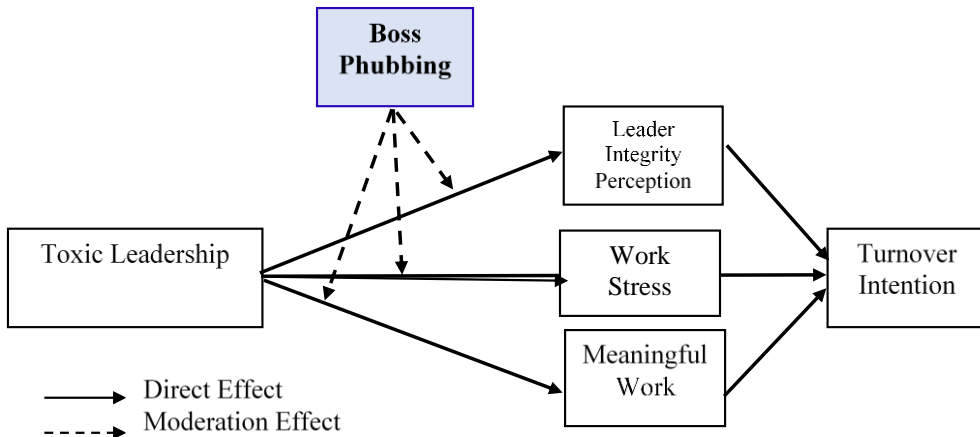 Boss
Phubbing
Leader
Integrity
Perception
Toxic Leadership
Work
Stress
Turnover
Intention
Meaningful
Work
Direct Effect
Moderation Effect